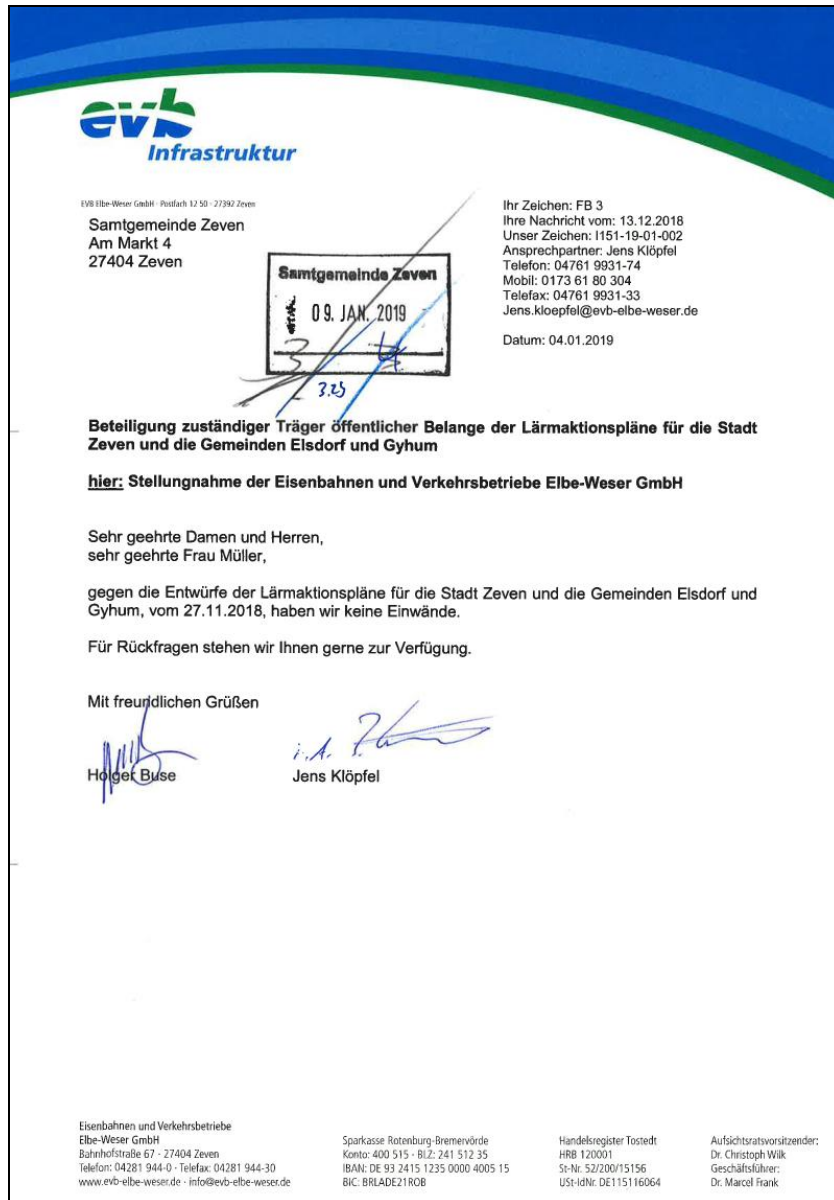 evb
Infrastruktur
EVB Elbe-Weser GmbH · Postfach 12 50 · 27392 Zeven
Samtgemeinde Zeven
Am Markt 4
27404 Zeven
Ihr Zeichen: FB 3
Ihre Nachricht vom: 13.12.2018
Unser Zeichen: I151-19-01-002
Ansprechpartner: Jens Klöpfel
Telefon: 04761 9931-74
Mobil: 0173 61 80 304
Telefax: 04761 9931-33
Jens.kloepfel@evb-elbe-weser.de
Datum: 04.01.2019
Samtgemeinde Zeven
09. JAN. 2019
3 4
3.23
Beteiligung zuständiger Träger öffentlicher Belange der Lärmaktionspläne für die Stadt
Zeven und die Gemeinden Elsdorf und Gyhum
hier: Stellungnahme der Eisenbahnen und Verkehrsbetriebe Elbe-Weser GmbH
Sehr geehrte Damen und Herren,
sehr geehrte Frau Müller,
gegen die Entwürfe der Lärmaktionspläne für die Stadt Zeven und die Gemeinden Elsdorf und
Gyhum, vom 27.11.2018, haben wir keine Einwände.
Für Rückfragen stehen wir Ihnen gerne zur Verfügung.
Mit freundlichen Grüßen
i. A.
Holger Buse
Jens Klöpfel
Eisenbahnen und Verkehrsbetriebe
Elbe-Weser GmbH
Bahnhofstraße 67 · 27404 Zeven
Telefon: 04281 944-0 · Telefax: 04281 944-30
www.evb-elbe-weser.de · info@evb-elbe-weser.de
Sparkasse Rotenburg-Bremervörde
Konto: 400 515 · BLZ: 241 512 35
IBAN: DE 93 2415 1235 0000 4005 15
BIC: BRLADE21ROB
Handelsregister Tostedt
HRB 120001
St-Nr. 52/200/15156
USt-IdNr. DE115116064
Aufsichtsratsvorsitzender:
Dr. Christoph Wilk
Geschäftsführer:
Dr. Marcel Frank